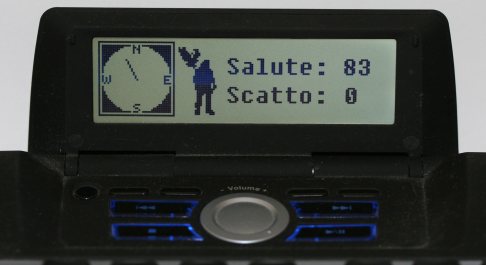 N
W E
S
Salute: 83
Scatto: 0
- Volume +